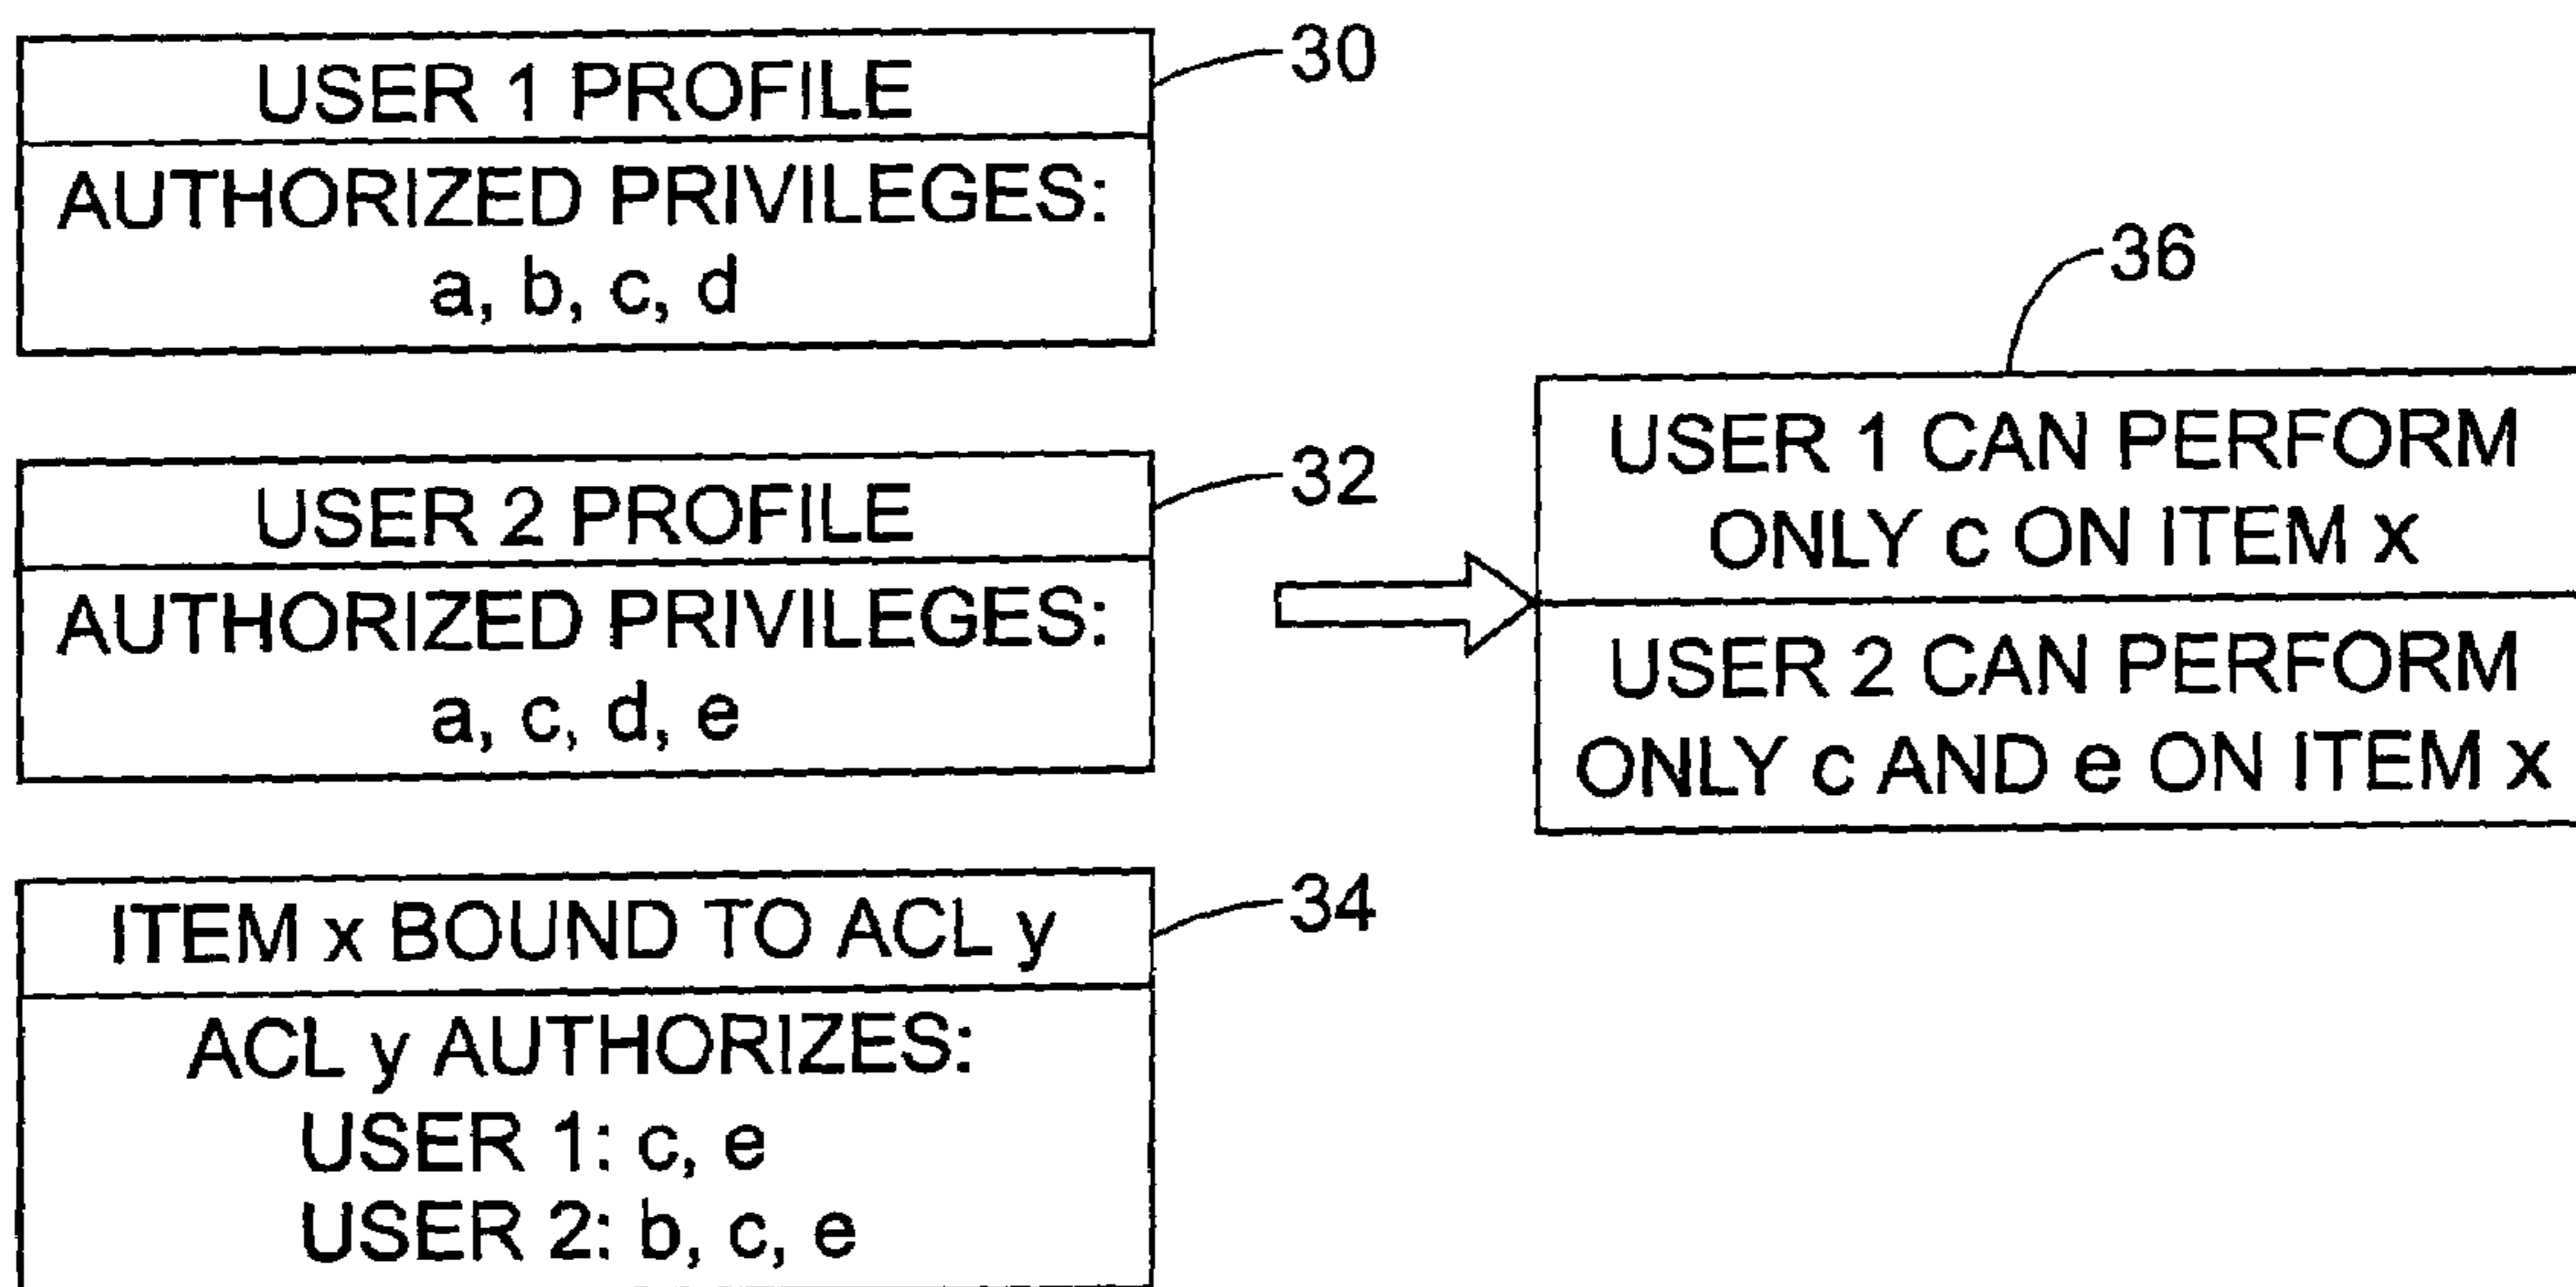 USER 1 PROFILE
30
AUTHORIZED PRIVILEGES:
a, b, c, d
USER 2 PROFILE
32
AUTHORIZED PRIVILEGES:
a, c, d, e
ITEM x BOUND TO ACL y
34
ACL y AUTHORIZES:
USER 1: c, e
USER 2: b, c, e
36
USER 1 CAN PERFORM
ONLY c ON ITEM x
USER 2 CAN PERFORM
ONLY c AND e ON ITEM x